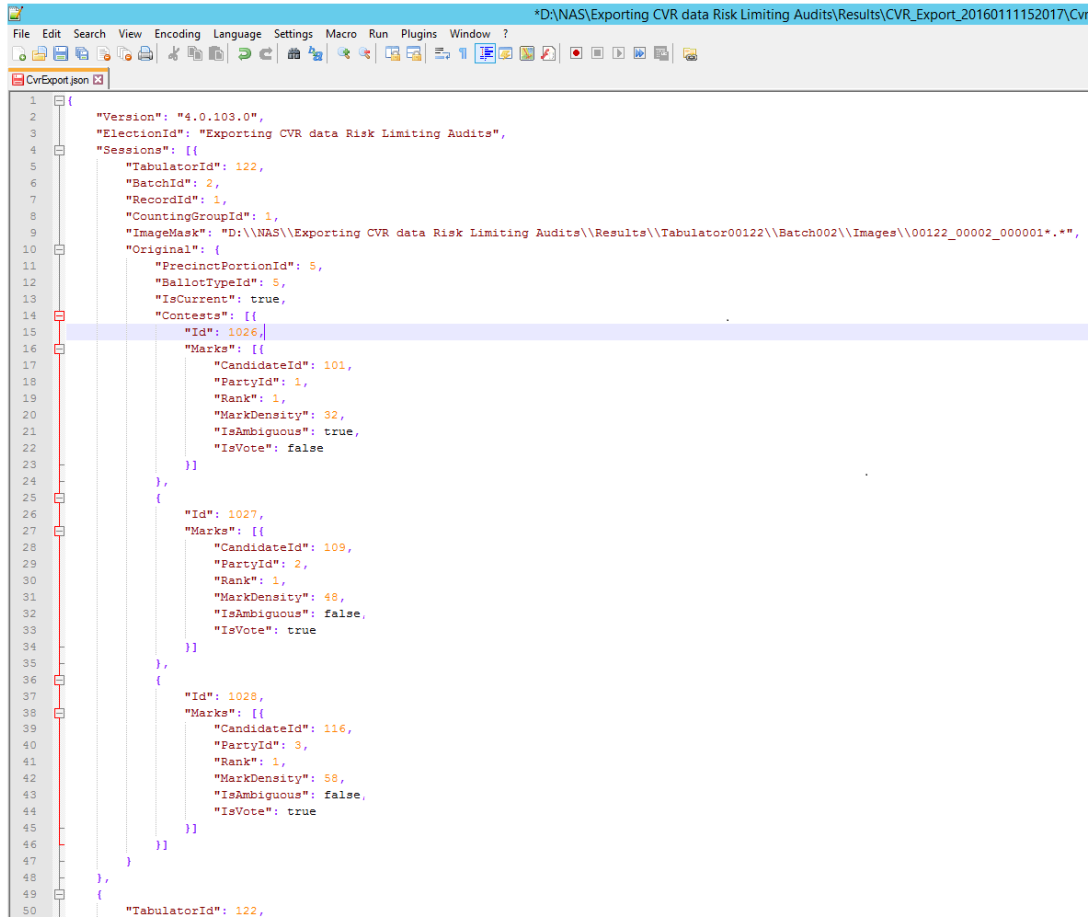 *D:\NAS\Exporting CVR data Risk Limiting Audits\Results\CVR_Export_20160111152017\Cvr
File Edit Search View Encoding Language Settings Macro Run Plugins Window ?
CvrExport.json
1 {
2 "Version": "4.0.103.0",
3 "ElectionId": "Exporting CVR data Risk Limiting Audits",
4 "Sessions": [{
5 "TabulatorId": 122,
6 "BatchId": 2,
7 "RecordId": 1,
8 "CountingGroupId": 1,
9 "ImageMask": "D:\\NAS\\Exporting CVR data Risk Limiting Audits\\Results\\Tabulator00122\\Batch002\\Images\\00122_00002_000001*.*",
10 "Original": {
11 "PrecinctPortionId": 5,
12 "BallotTypeId": 5,
13 "IsCurrent": true,
14 "Contests": [{
15 "Id": 1026,
16 "Marks": [{
17 "CandidateId": 101,
18 "PartyId": 1,
19 "Rank": 1,
20 "MarkDensity": 32,
21 "IsAmbiguous": true,
22 "IsVote": false
23 }]
24 },
25 {
26 "Id": 1027,
27 "Marks": [{
28 "CandidateId": 109,
29 "PartyId": 2,
30 "Rank": 1,
31 "MarkDensity": 48,
32 "IsAmbiguous": false,
33 "IsVote": true
34 }]
35 },
36 {
37 "Id": 1028,
38 "Marks": [{
39 "CandidateId": 116,
40 "PartyId": 3,
41 "Rank": 1,
42 "MarkDensity": 58,
43 "IsAmbiguous": false,
44 "IsVote": true
45 }]
46 }]
47 }
48 },
49 {
50 "TabulatorId": 122,